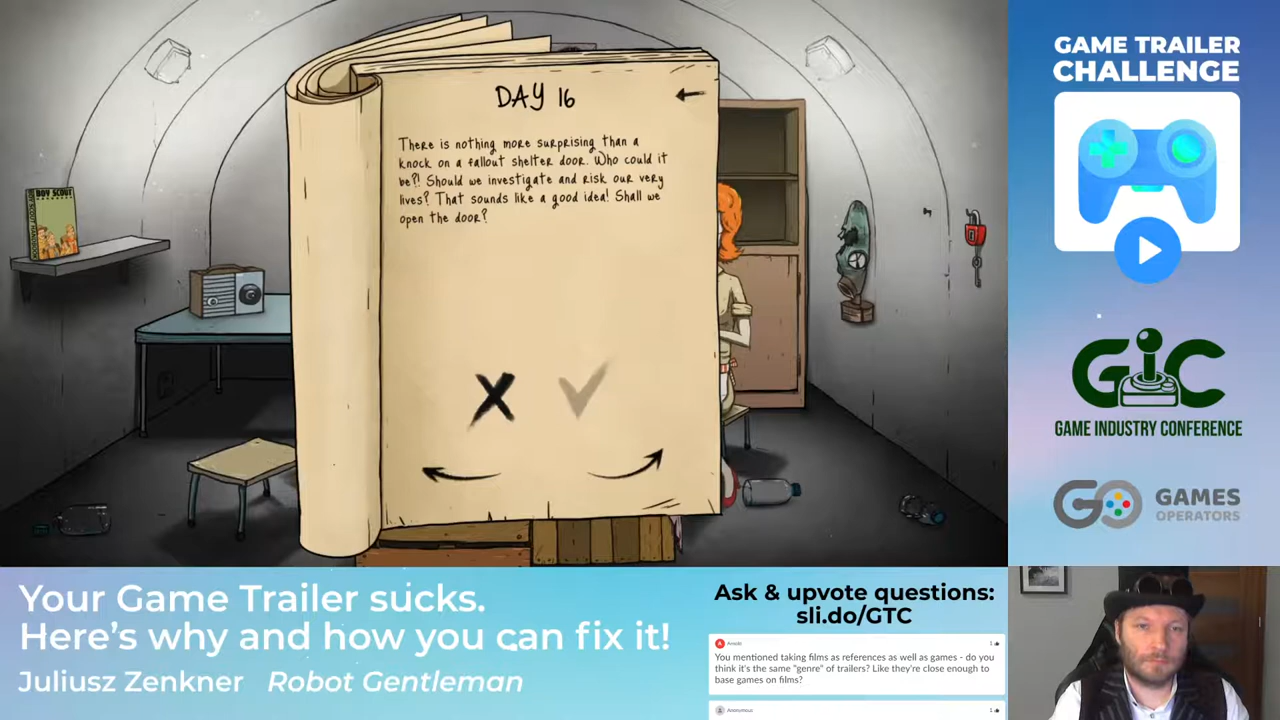 DAY 16
There is nothing more surprising than a
knock on a fallout shelter door. Who could it
be?! Should we investigate and risk our very
lives? That sounds like a good idea! Shall we
open the door?
BOY SCOUT
GAME TRAILER
CHALLENGE
GIC
GAME INDUSTRY CONFERENCE
GO GAMES
OPERATORS
Your Game Trailer sucks.
Here's why and how you can fix it!
Juliusz Zenkner Robot Gentleman
Ask & upvote questions:
sli.do/GTC
1
You mentioned taking films as references as well as games - do you
think it's the same "genre" of trailers? Like they're close enough to
base games on films?
Anonymous 1